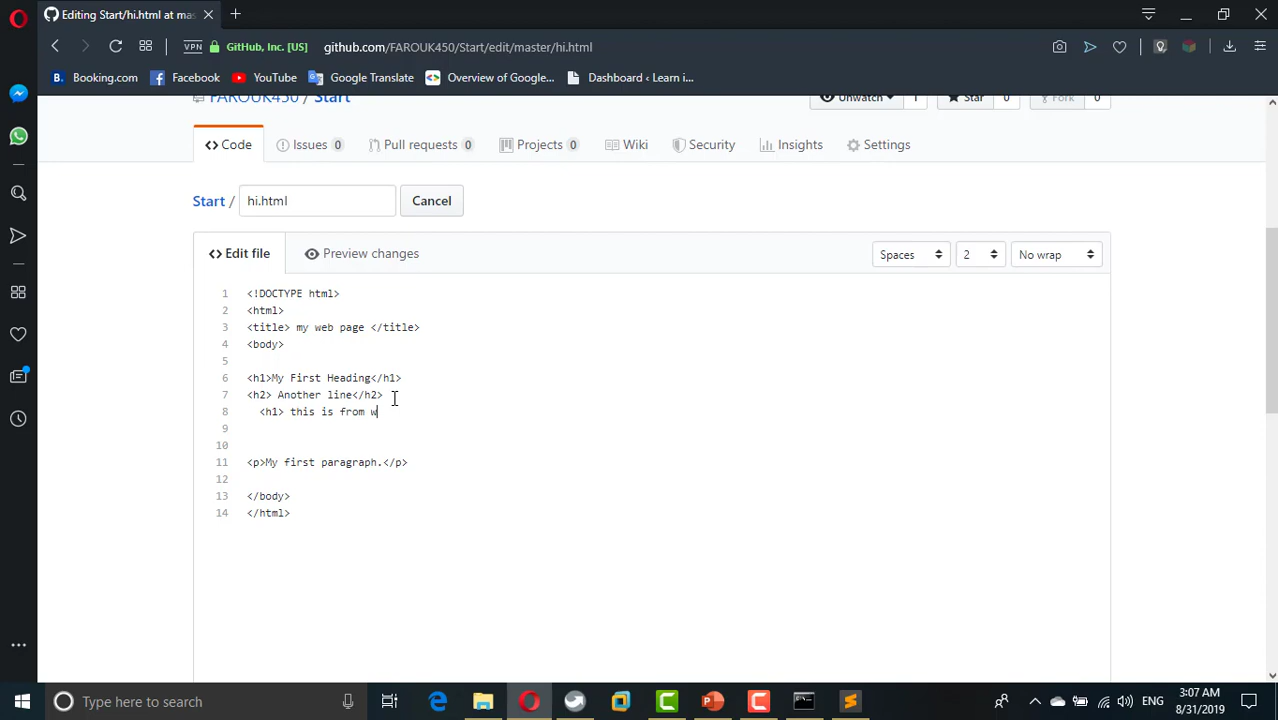 Editing Start/hi.html at mas
VPN GitHub, Inc. [US] github.com/FAROUK450/Start/edit/master/hi.html
B. Booking.com Facebook YouTube Google Translate Overview of Google... Dashboard ‹ Learn i...
FAROUK450 / Start Unwatch 1 Star 0 Fork 0
Code Issues 0 Pull requests 0 Projects 0 Wiki Security Insights Settings
Start / hi.html Cancel
<> Edit file Preview changes Spaces 2 No wrap
1 <!DOCTYPE html>
2 <html>
3 <title> my web page </title>
4 <body>
5
6 <h1>My First Heading</h1>
7 <h2> Another line</h2>
8 <h1> this is from w
9
10
11 <p>My first paragraph.</p>
12
13 </body>
14 </html>
Type here to search ENG 3:07 AM
8/31/2019